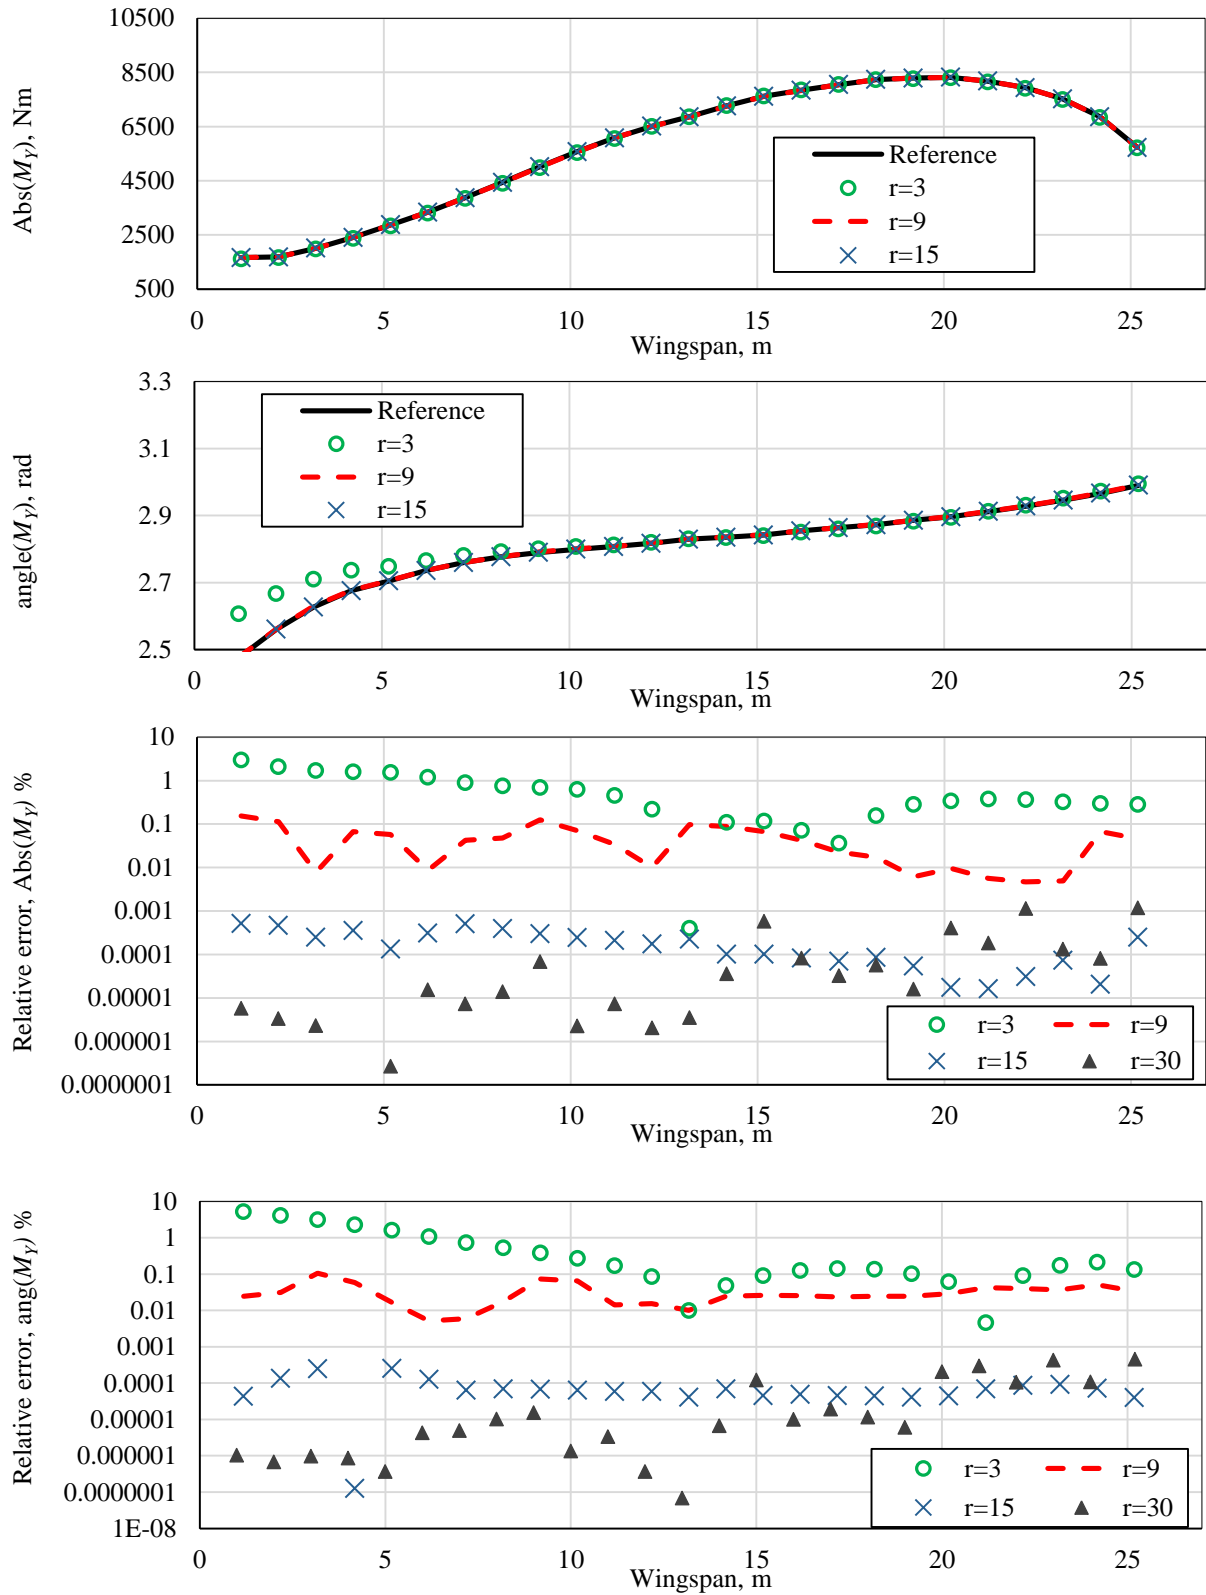 10500
8500
6500
4500
2500
500
Abs(M_Y), Nm
Reference
r=3
r=9
r=15
0 5 10 15 20 25
Wingspan, m
3.3
3.1
2.9
2.7
2.5
angle(M_Y), rad
Reference
r=3
r=9
r=15
0 5 10 15 20 25
Wingspan, m
10
1
0.1
0.01
0.001
0.0001
0.00001
0.000001
0.0000001
Relative error, Abs(M_Y) %
r=3 r=9
r=15 r=30
0 5 10 15 20 25
Wingspan, m
10
1
0.1
0.01
0.001
0.0001
0.00001
0.000001
0.0000001
1E-08
Relative error, ang(M_Y) %
r=3 r=9
r=15 r=30
0 5 10 15 20 25
Wingspan, m